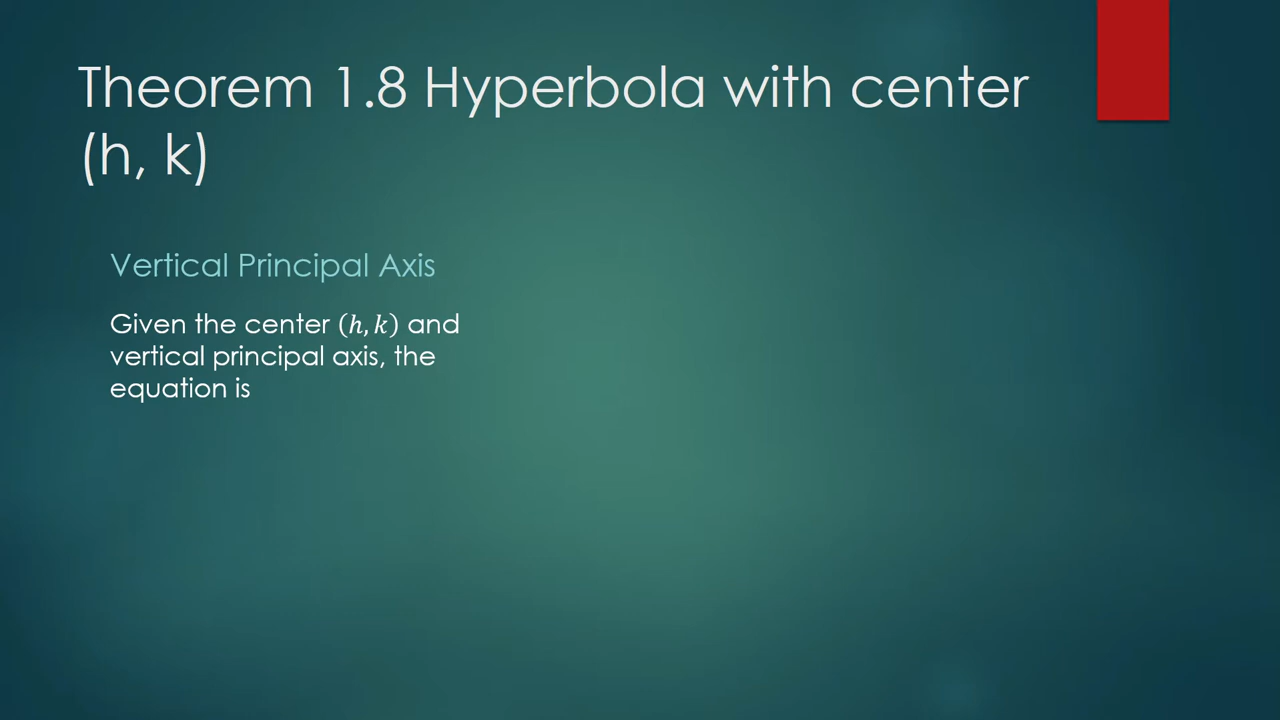 Theorem 1.8 Hyperbola with center
(h, k)
Vertical Principal Axis
Given the center (h, k) and
vertical principal axis, the
equation is